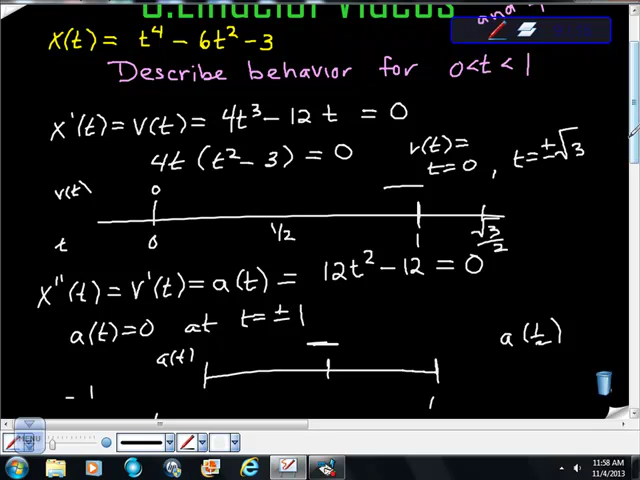 and
x(t) = t⁴ - 6t² - 3
Describe behavior for 0<t<1
x'(t) = v(t) = 4t³ - 12t = 0
4t (t² - 3) = 0
v(t)=
t=0, t=±√3
v(t) 0
t 0 1/2 1 √3/2
x''(t) = v'(t) = a(t) = 12t² - 12 = 0
a(t)=0 at t=±1
a(t)
-1
1
MENU
11:58 AM
11/4/2013